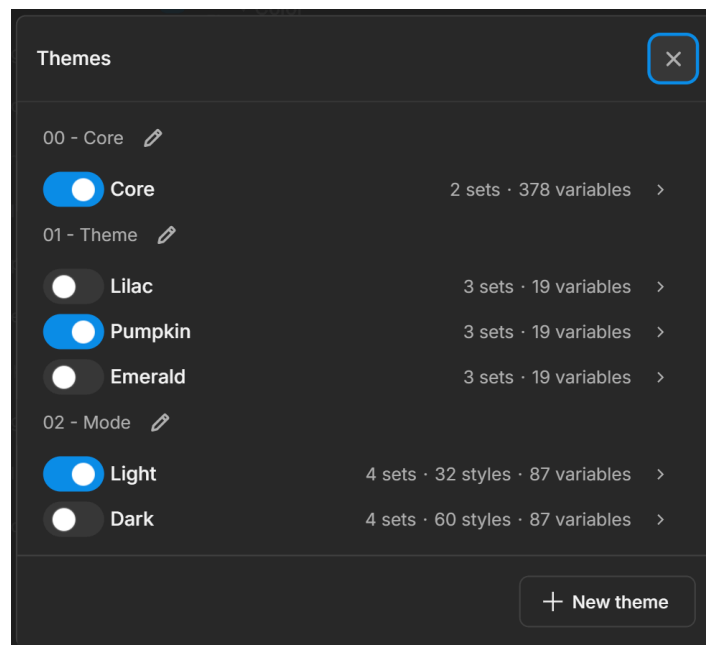 Themes
00 - Core
Core 2 sets · 378 variables
01 - Theme
Lilac 3 sets · 19 variables
Pumpkin 3 sets · 19 variables
Emerald 3 sets · 19 variables
02 - Mode
Light 4 sets · 32 styles · 87 variables
Dark 4 sets · 60 styles · 87 variables
New theme